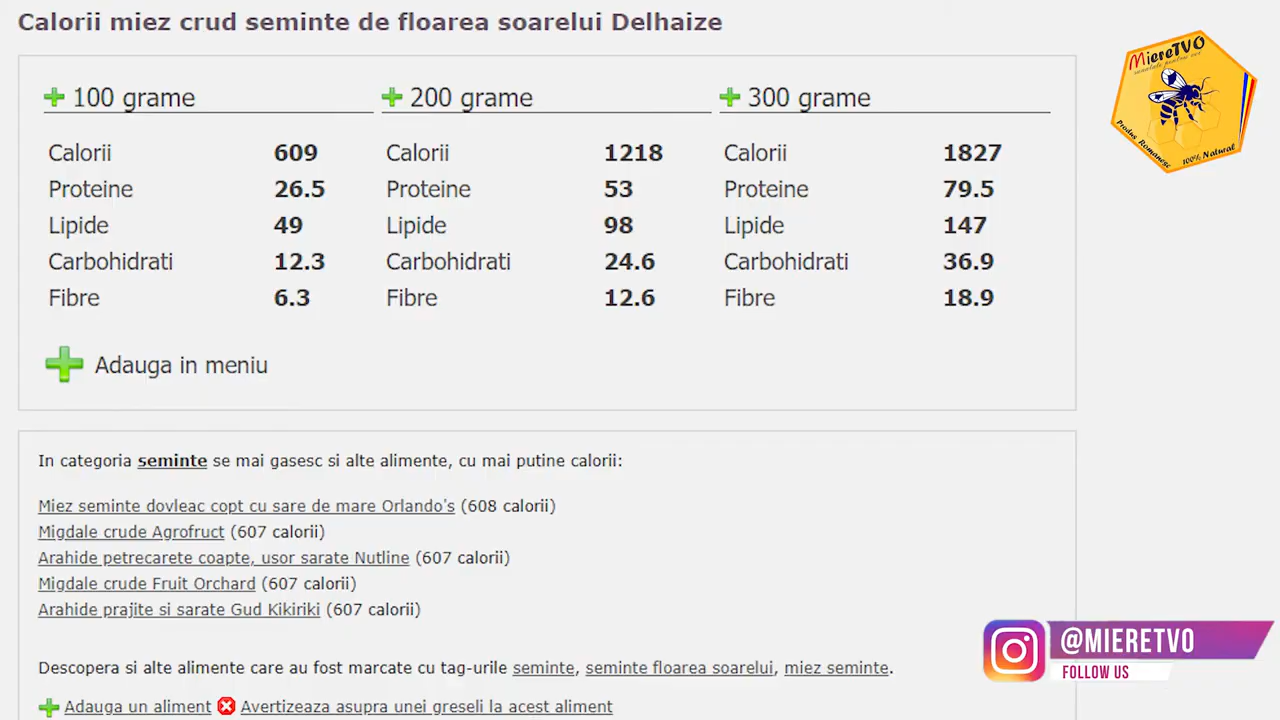 Calorii miez crud seminte de floarea soarelui Delhaize
100 grame 200 grame 300 grame
Calorii 609 Calorii 1218 Calorii 1827
Proteine 26.5 Proteine 53 Proteine 79.5
Lipide 49 Lipide 98 Lipide 147
Carbohidrati 12.3 Carbohidrati 24.6 Carbohidrati 36.9
Fibre 6.3 Fibre 12.6 Fibre 18.9
Adauga in meniu
In categoria seminte se mai gasesc si alte alimente, cu mai putine calorii:
Miez seminte dovleac copt cu sare de mare Orlando's (608 calorii)
Migdale crude Agrofruct (607 calorii)
Arahide petrecarete coapte, usor sarate Nutline (607 calorii)
Migdale crude Fruit Orchard (607 calorii)
Arahide prajite si sarate Gud Kikiriki (607 calorii)
Descopera si alte alimente care au fost marcate cu tag-urile seminte, seminte floarea soarelui, miez seminte.
Adauga un aliment Avertizeaza asupra unei greseli la acest aliment
MiereTVO
Produs Romanesc
100% Natural
@MIERETVO
FOLLOW US